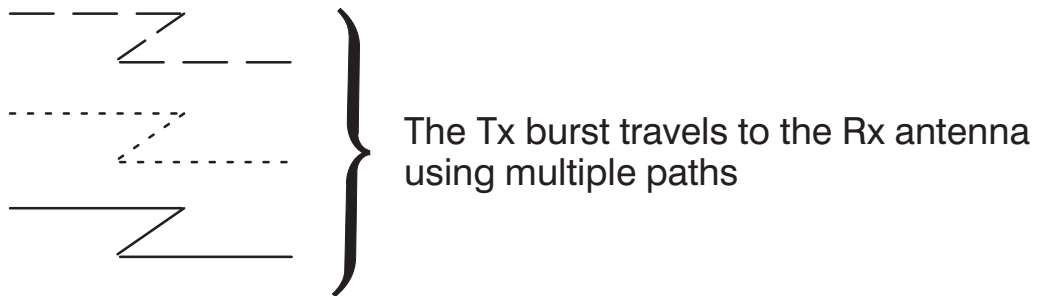 The Tx burst travels to the Rx antenna
using multiple paths